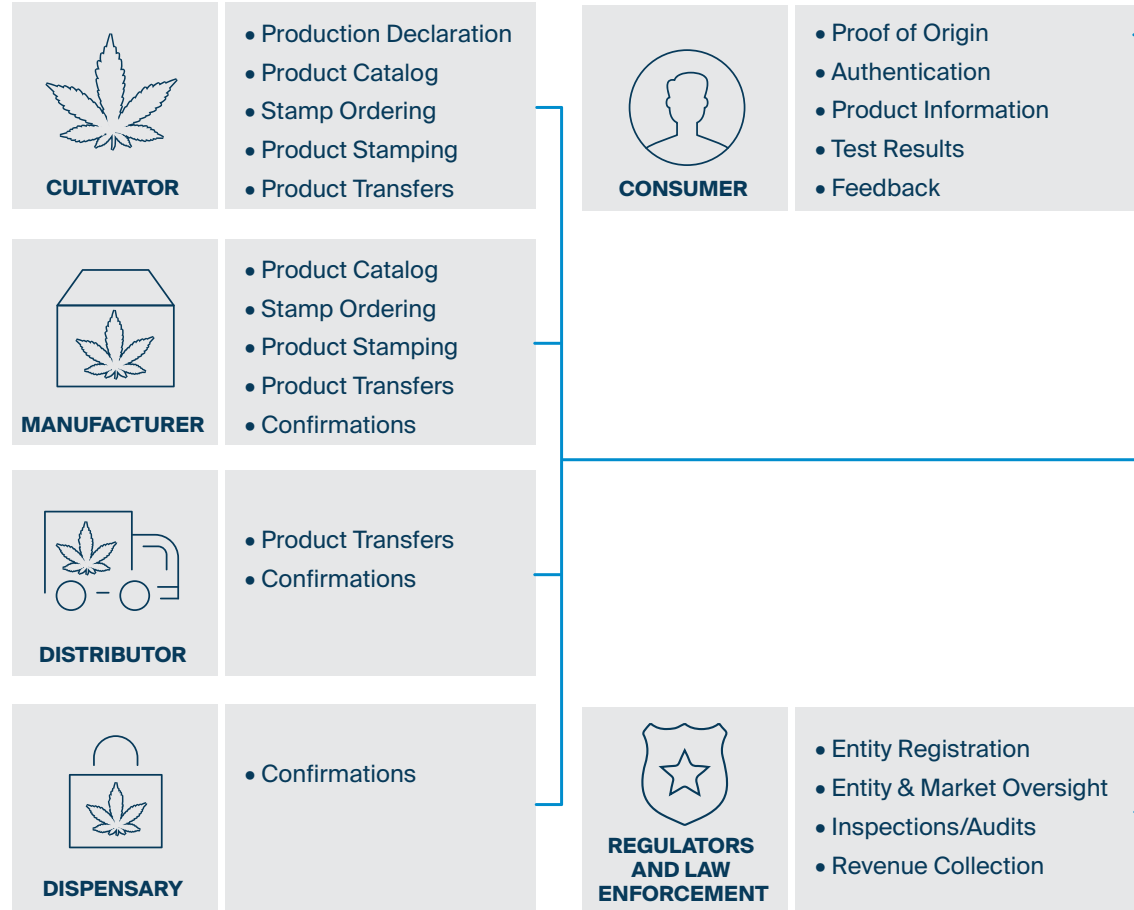 • Production Declaration
• Product Catalog
• Stamp Ordering
• Product Stamping
• Product Transfers
CULTIVATOR
• Product Catalog
• Stamp Ordering
• Product Stamping
• Product Transfers
• Confirmations
MANUFACTURER
• Product Transfers
• Confirmations
DISTRIBUTOR
• Confirmations
DISPENSARY
• Proof of Origin
• Authentication
• Product Information
• Test Results
• Feedback
CONSUMER
• Entity Registration
• Entity & Market Oversight
• Inspections/Audits
• Revenue Collection
REGULATORS
AND LAW
ENFORCEMENT